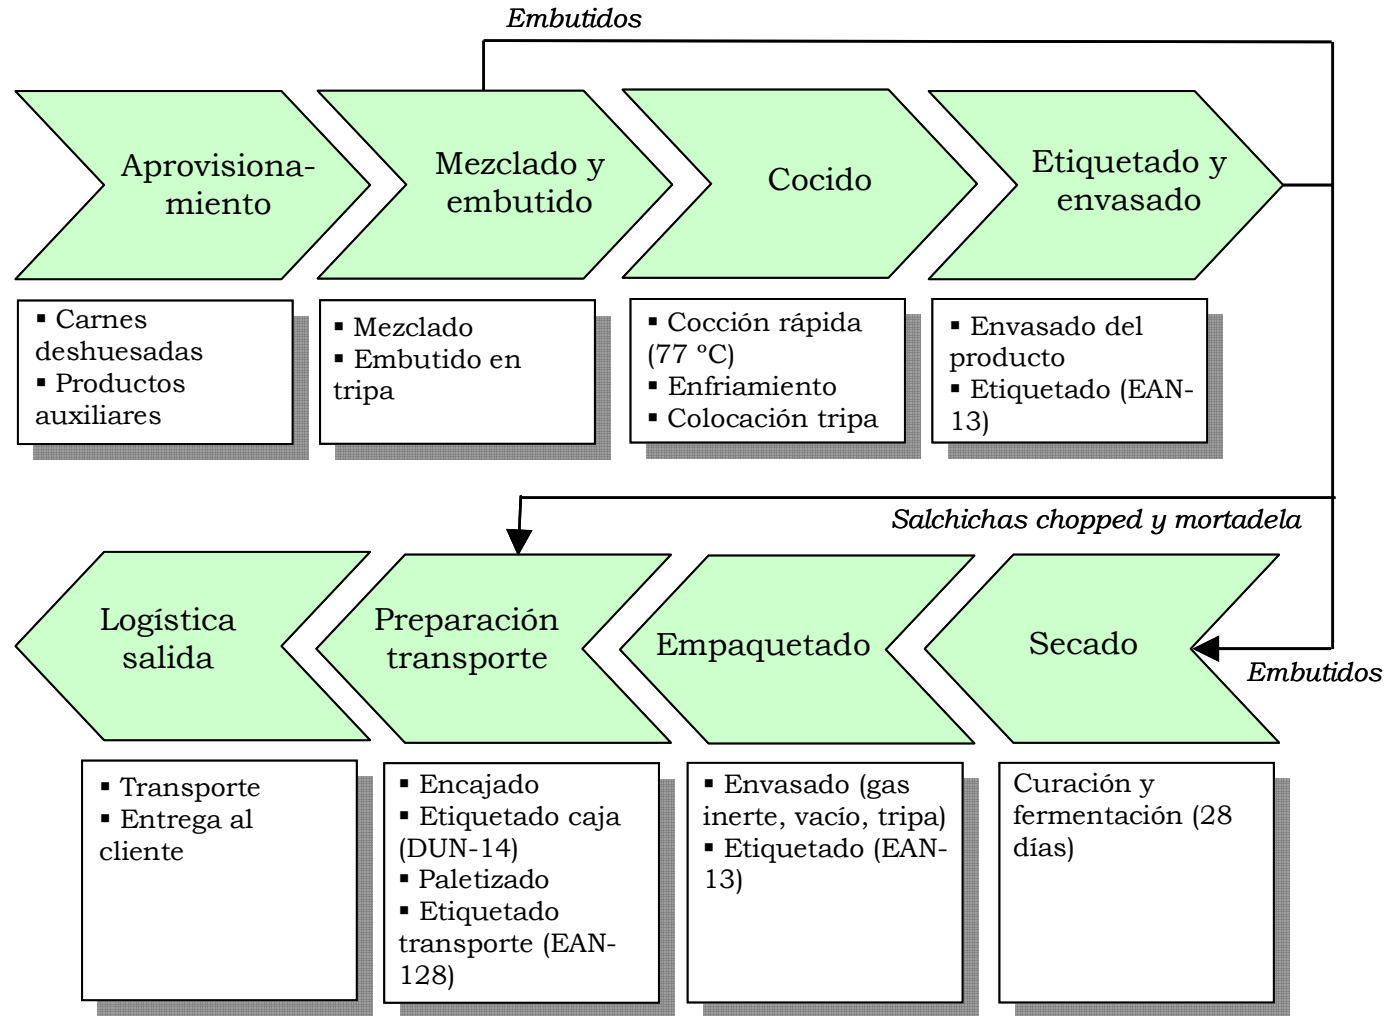 Embutidos
Aprovisiona-
miento
Mezclado y
embutido
Cocido
Etiquetado y
envasado
▪ Carnes
deshuesadas
▪ Productos
auxiliares
▪ Mezclado
▪ Embutido en
tripa
▪ Cocción rápida
(77 ºC)
▪ Enfriamiento
▪ Colocación tripa
▪ Envasado del
producto
▪ Etiquetado (EAN-
13)
Salchichas chopped y mortadela
Logística
salida
Preparación
transporte
Empaquetado
Secado
Embutidos
▪ Transporte
▪ Entrega al
cliente
▪ Encajado
▪ Etiquetado caja
(DUN-14)
▪ Paletizado
▪ Etiquetado
transporte (EAN-
128)
▪ Envasado (gas
inerte, vacío, tripa)
▪ Etiquetado (EAN-
13)
Curación y
fermentación (28
días)